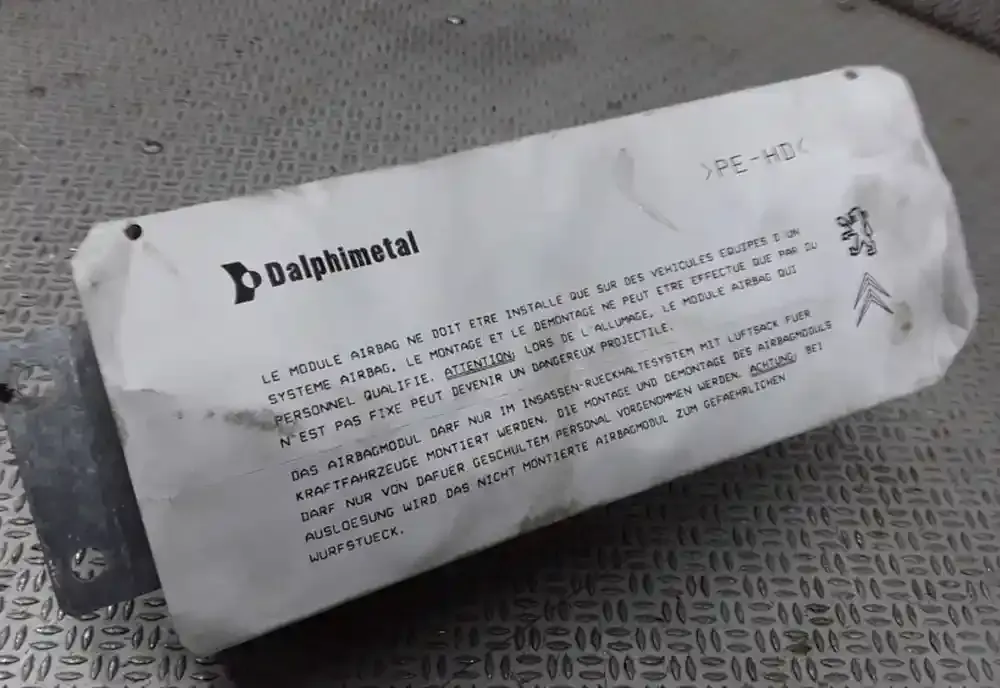 >PE-HD<
Dalphimetal
LE MODULE AIRBAG NE DOIT ETRE INSTALLE QUE SUR DES VEHICULES EQUIPES D'UN
SYSTEME AIRBAG. LE MONTAGE ET LE DEMONTAGE NE PEUT ETRE EFFECTUE QUE PAR DU
PERSONNEL QUALIFIE. ATTENTION: LORS DE L'ALLUMAGE, LE MODULE AIRBAG QUI
N'EST PAS FIXE PEUT DEVENIR UN DANGEREUX PROJECTILE.
DAS AIRBAGMODUL DARF NUR IM INSASSEN-RUECKHALTESYSTEM MIT LUFTSACK FUER
KRAFTFAHRZEUGE MONTIERT WERDEN. DIE MONTAGE UND DEMONTAGE DES AIRBAGMODULS
DARF NUR VON DAFUER GESCHULTEM PERSONAL VORGENOMMEN WERDEN. ACHTUNG: BEI
AUSLOESUNG WIRD DAS NICHT MONTIERTE AIRBAGMODUL ZUM GEFAEHRLICHEN
WURFSTUECK.